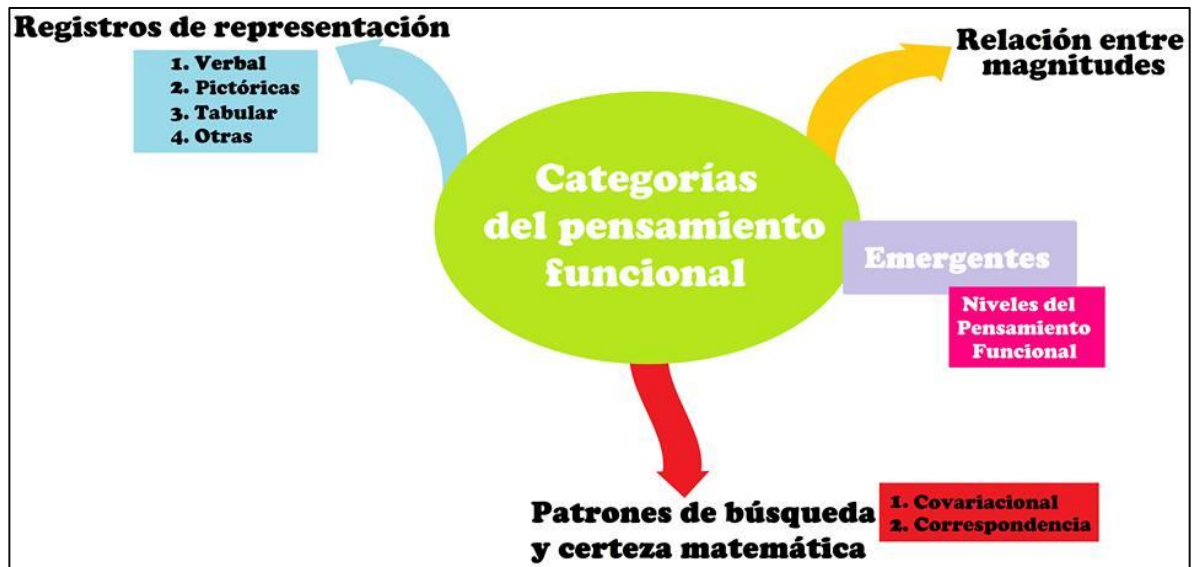 Registros de representación
1. Verbal
2. Pictóricas
3. Tabular
4. Otras
Relación entre
magnitudes
Categorías
del pensamiento
funcional
Emergentes
Niveles del
Pensamiento
Funcional
Patrones de búsqueda
y certeza matemática
1. Covariacional
2. Correspondencia